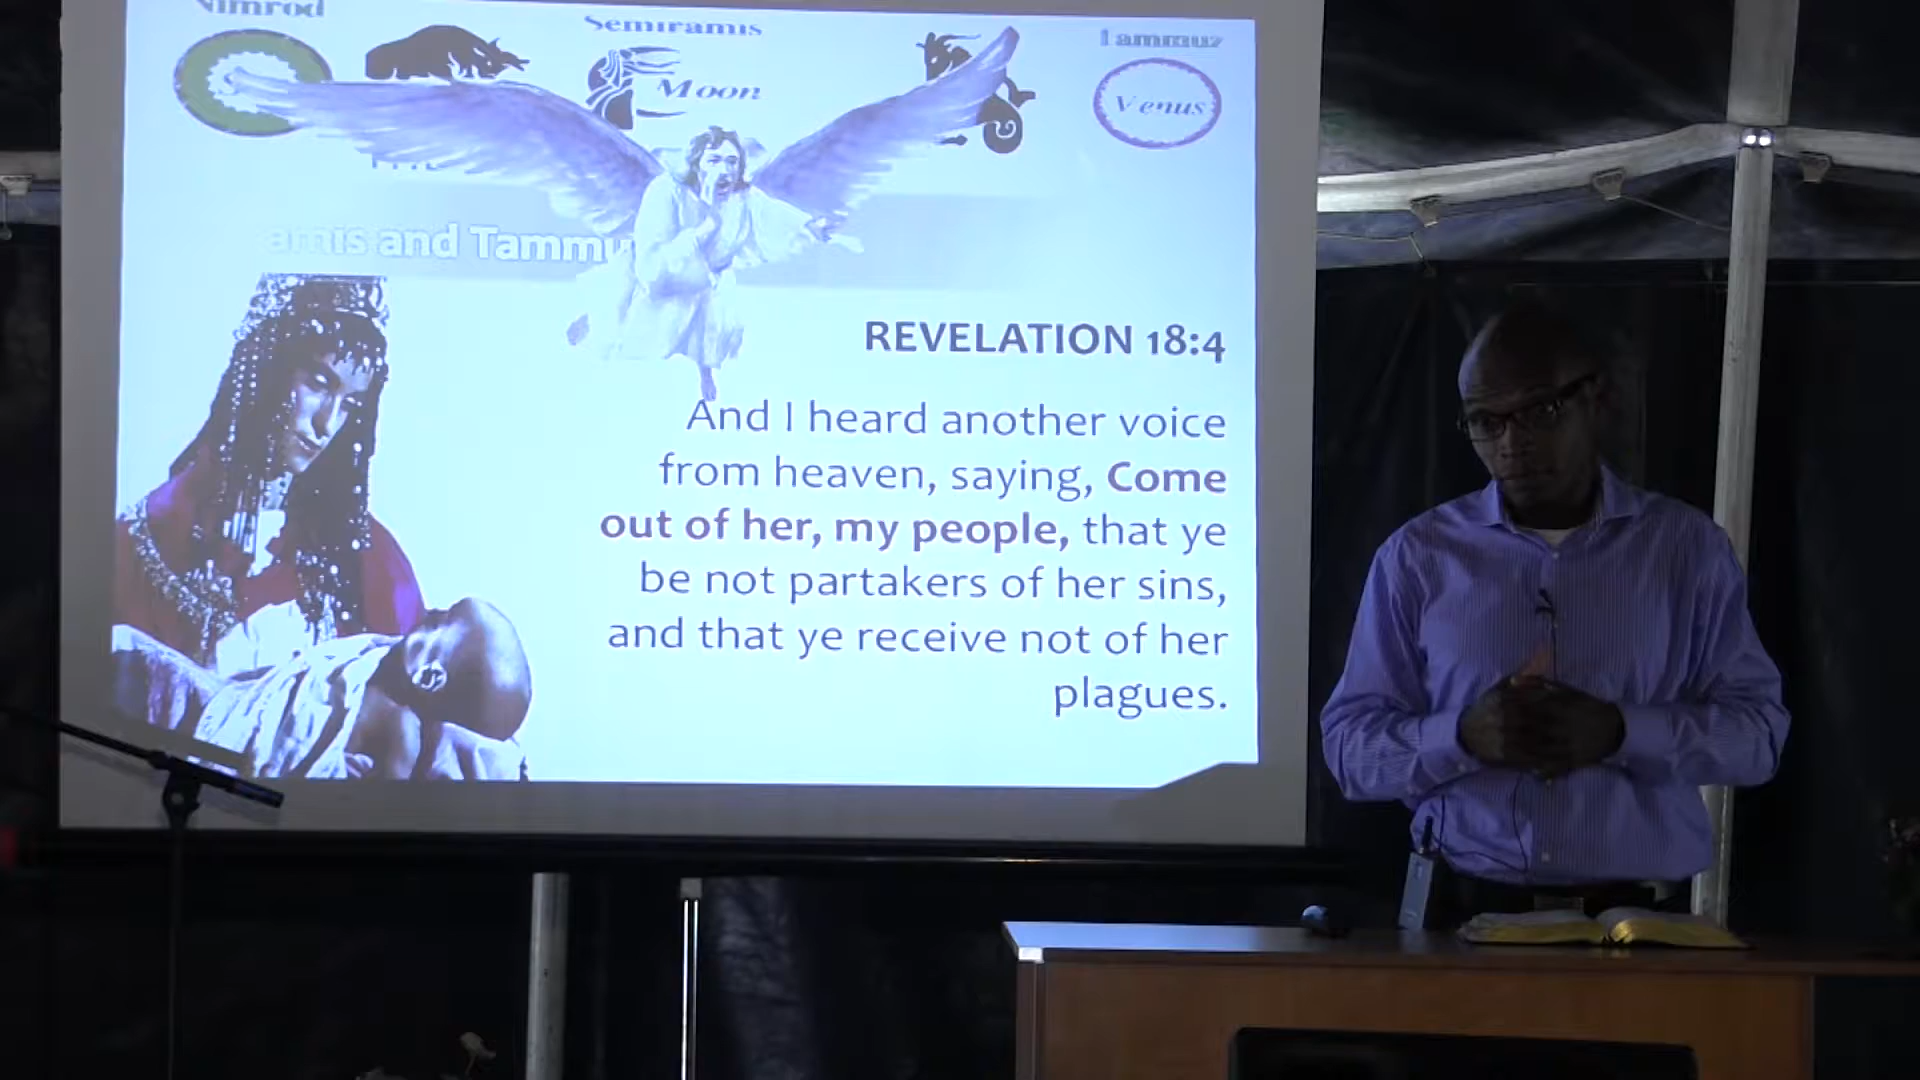 Nimrod
Semiramis
Tammuz
Moon
Venus
amis and Tammu
REVELATION 18:4
And I heard another voice
from heaven, saying, Come
out of her, my people, that ye
be not partakers of her sins,
and that ye receive not of her
plagues.